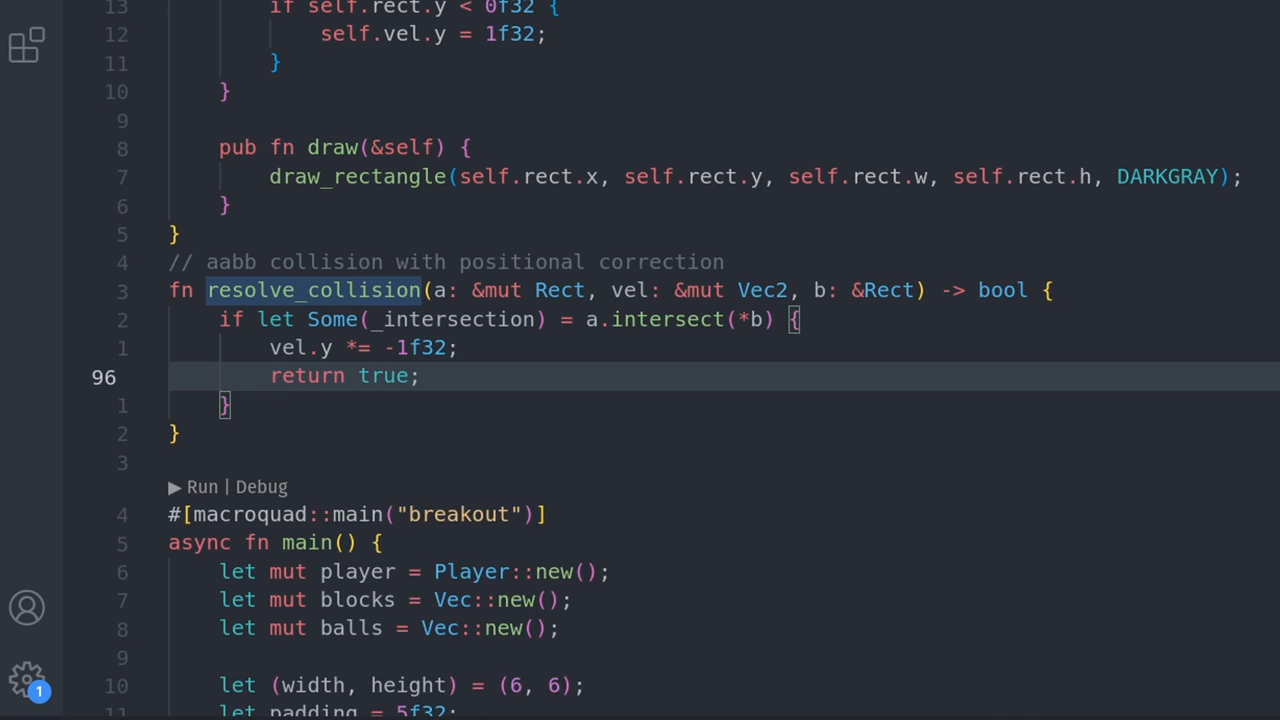 13 if self.rect.y < 0f32 {
12 self.vel.y = 1f32;
11 }
10 }
9
8 pub fn draw(&self) {
7 draw_rectangle(self.rect.x, self.rect.y, self.rect.w, self.rect.h, DARKGRAY);
6 }
5 }
4 // aabb collision with positional correction
3 fn resolve_collision(a: &mut Rect, vel: &mut Vec2, b: &Rect) -> bool {
2 if let Some(_intersection) = a.intersect(*b) {
1 vel.y *= -1f32;
96 return true;
1 }
2 }
3
▶ Run | Debug
4 #[macroquad::main("breakout")]
5 async fn main() {
6 let mut player = Player::new();
7 let mut blocks = Vec::new();
8 let mut balls = Vec::new();
9
10 let (width, height) = (6, 6);
11 let padding = 5f32;
1